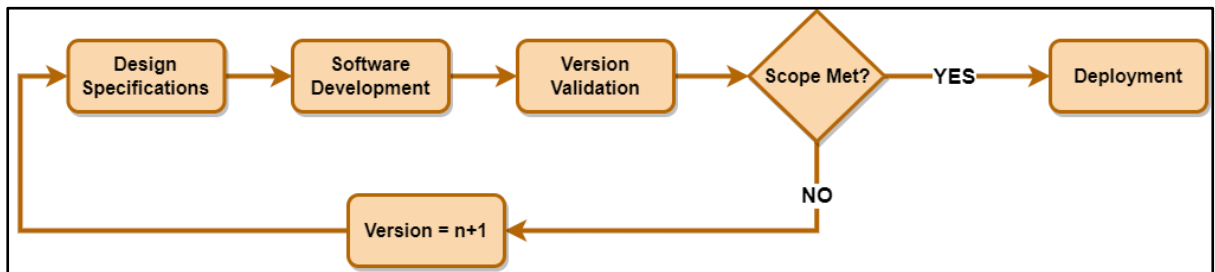 Design
Specifications
Software
Development
Version
Validation
Scope Met?
YES
Deployment
NO
Version = n+1